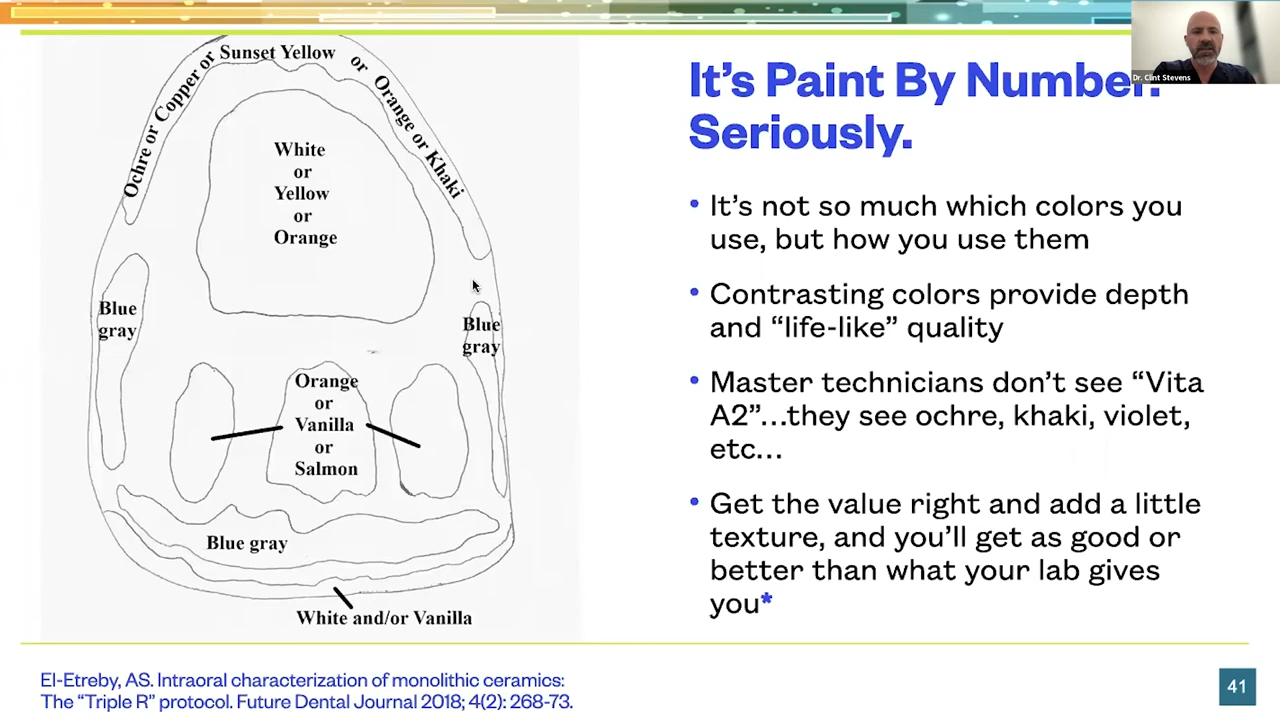 Dr. Clint Stevens
It's Paint By Number.
Seriously.
Ochre or Copper or Sunset Yellow or Orange or Khaki
White
or
Yellow
or
Orange
Blue
gray
Blue
gray
Orange
or
Vanilla
or
Salmon
Blue gray
White and/or Vanilla
• It's not so much which colors you
use, but how you use them
• Contrasting colors provide depth
and “life-like” quality
• Master technicians don't see “Vita
A2”...they see ochre, khaki, violet,
etc...
• Get the value right and add a little
texture, and you'll get as good or
better than what your lab gives
you*
El-Etreby, AS. Intraoral characterization of monolithic ceramics:
The “Triple R” protocol. Future Dental Journal 2018; 4(2): 268-73.
41